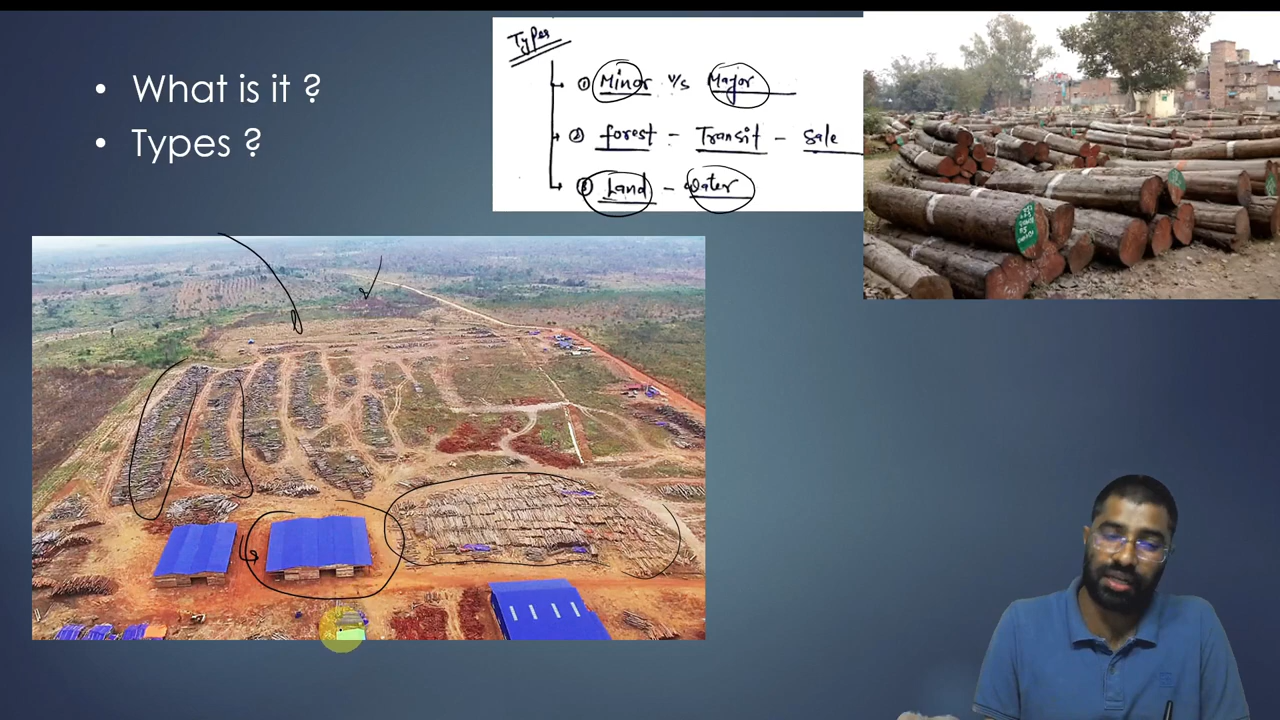 • What is it ?
• Types ?
Types
① Minor v/s Major
② forest - Transit - Sale
③ Land - Water